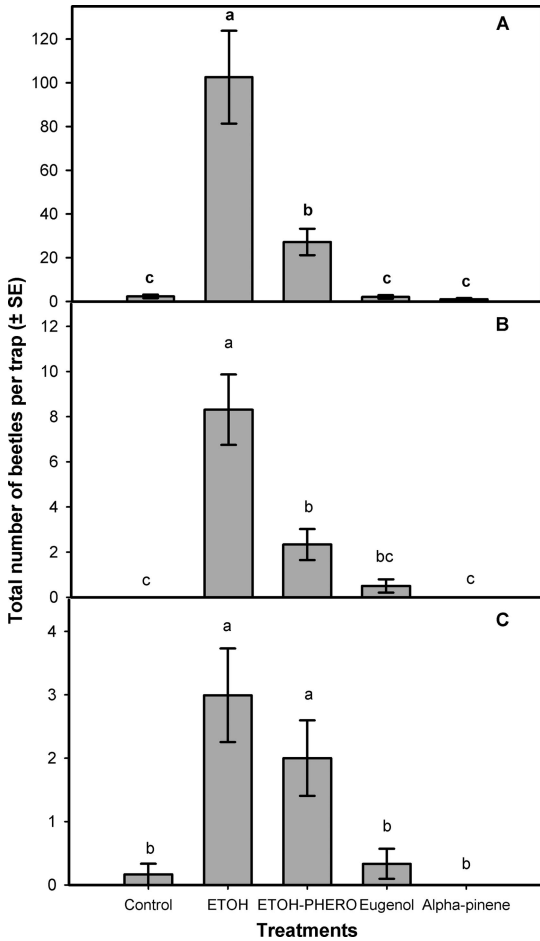 Total number of beetles per trap (± SE)
A
120
100
80
60
40
20
0
c
a
b
c
c
B
12
10
8
6
4
2
0
c
a
b
bc
c
C
4
3
2
1
0
b
a
a
b
b
Control ETOH ETOH-PHERO Eugenol Alpha-pinene
Treatments